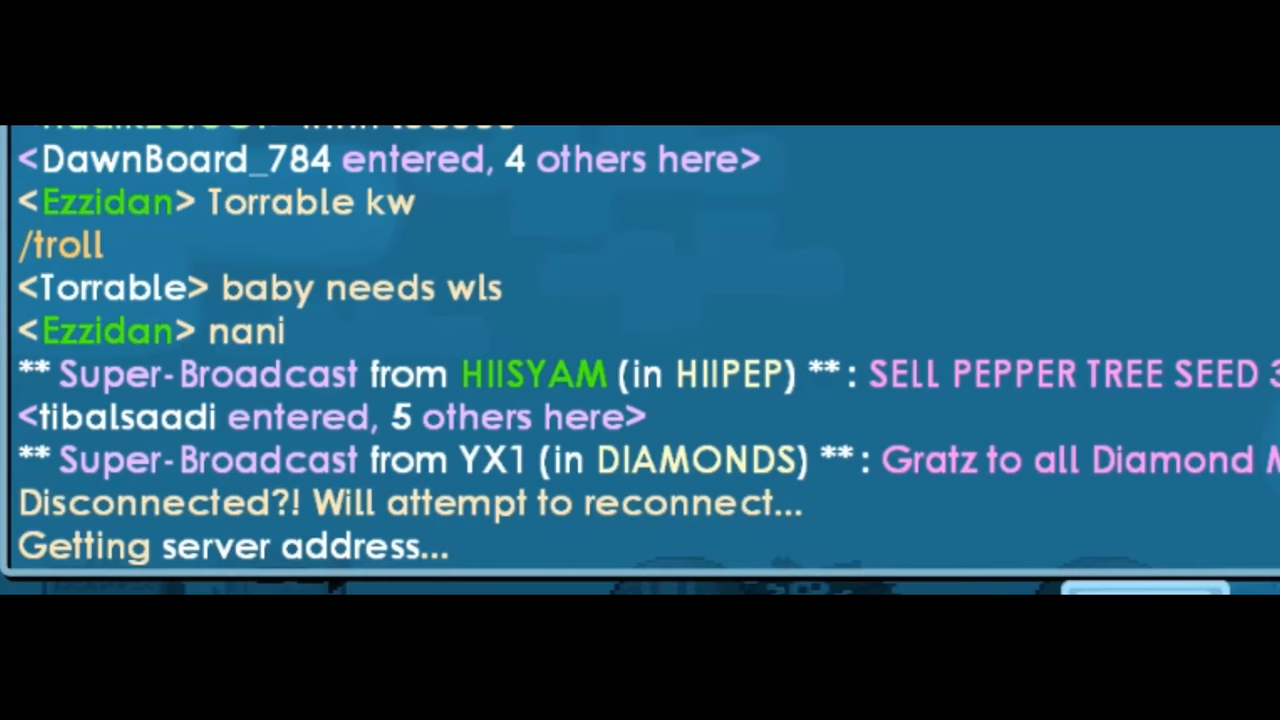 <DawnBoard_784 entered, 4 others here>
<Ezzidan> Torrable kw
/troll
<Torrable> baby needs wls
<Ezzidan> nani
** Super-Broadcast from HIISYAM (in HIIPEP) ** : SELL PEPPER TREE SEED
<tibalsaadi entered, 5 others here>
** Super-Broadcast from YX1 (in DIAMONDS) ** : Gratz to all Diamond
Disconnected?! Will attempt to reconnect...
Getting server address...